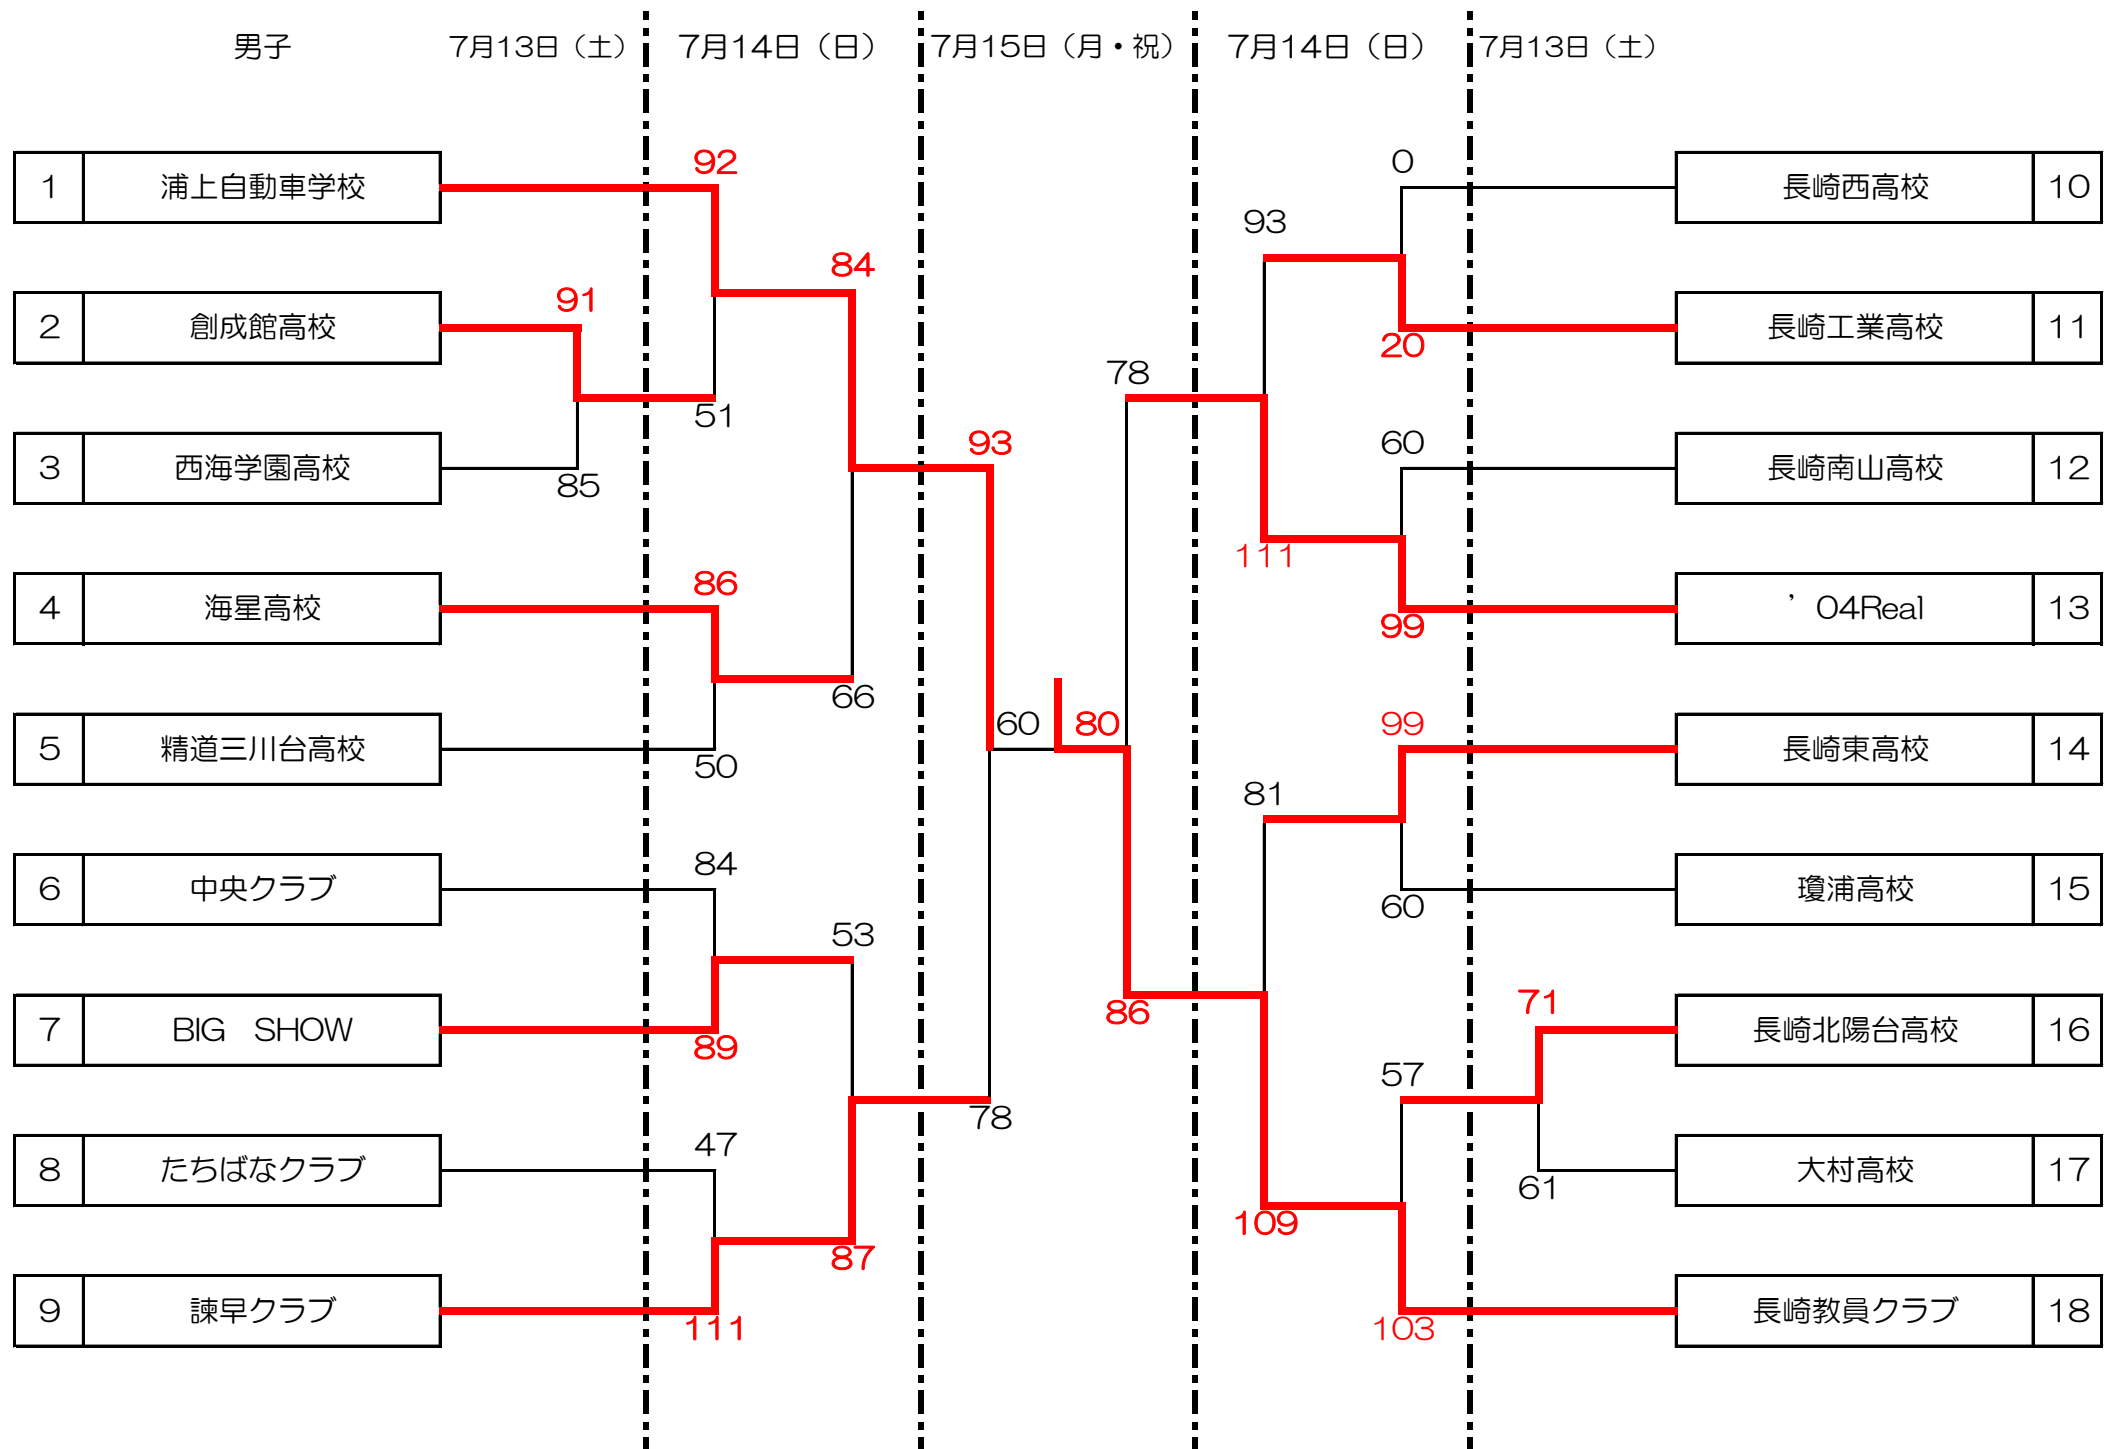 男子
7月13日（土）
7月14日（日）
7月15日（月・祝）
7月14日（日）
7月13日（土）
1 浦上自動車学校
2 創成館高校
3 西海学園高校
4 海星高校
5 精道三川台高校
6 中央クラブ
7 BIG　SHOW
8 たちばなクラブ
9 諫早クラブ
91
85
92
51
86
50
84
89
47
111
84
66
53
87
93
78
60
80
78
86
93
111
81
109
0
20
60
99
99
60
57
103
71
61
長崎西高校 10
長崎工業高校 11
長崎南山高校 12
’04Real 13
長崎東高校 14
瓊浦高校 15
長崎北陽台高校 16
大村高校 17
長崎教員クラブ 18